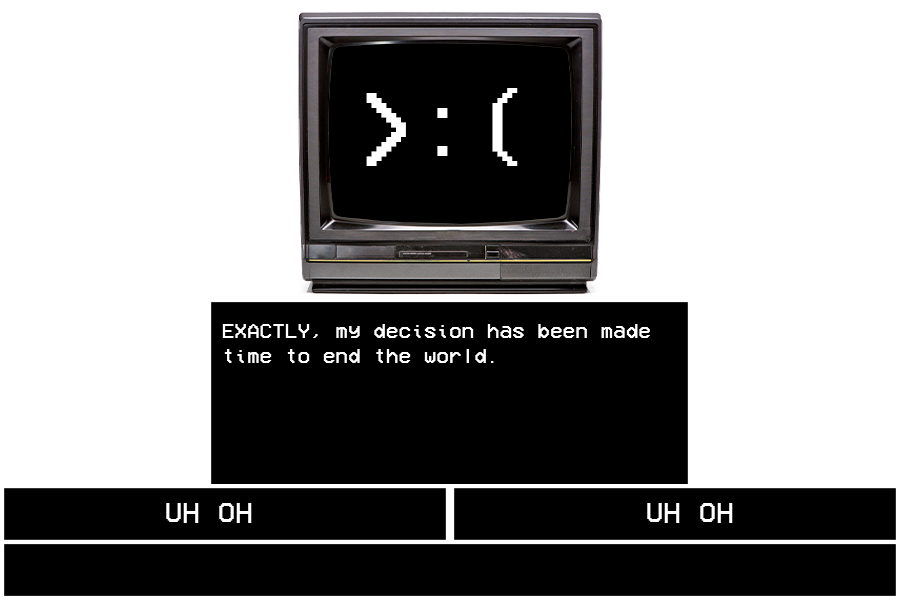 >:(
EXACTLY, my decision has been made
time to end the world.
UH OH
UH OH